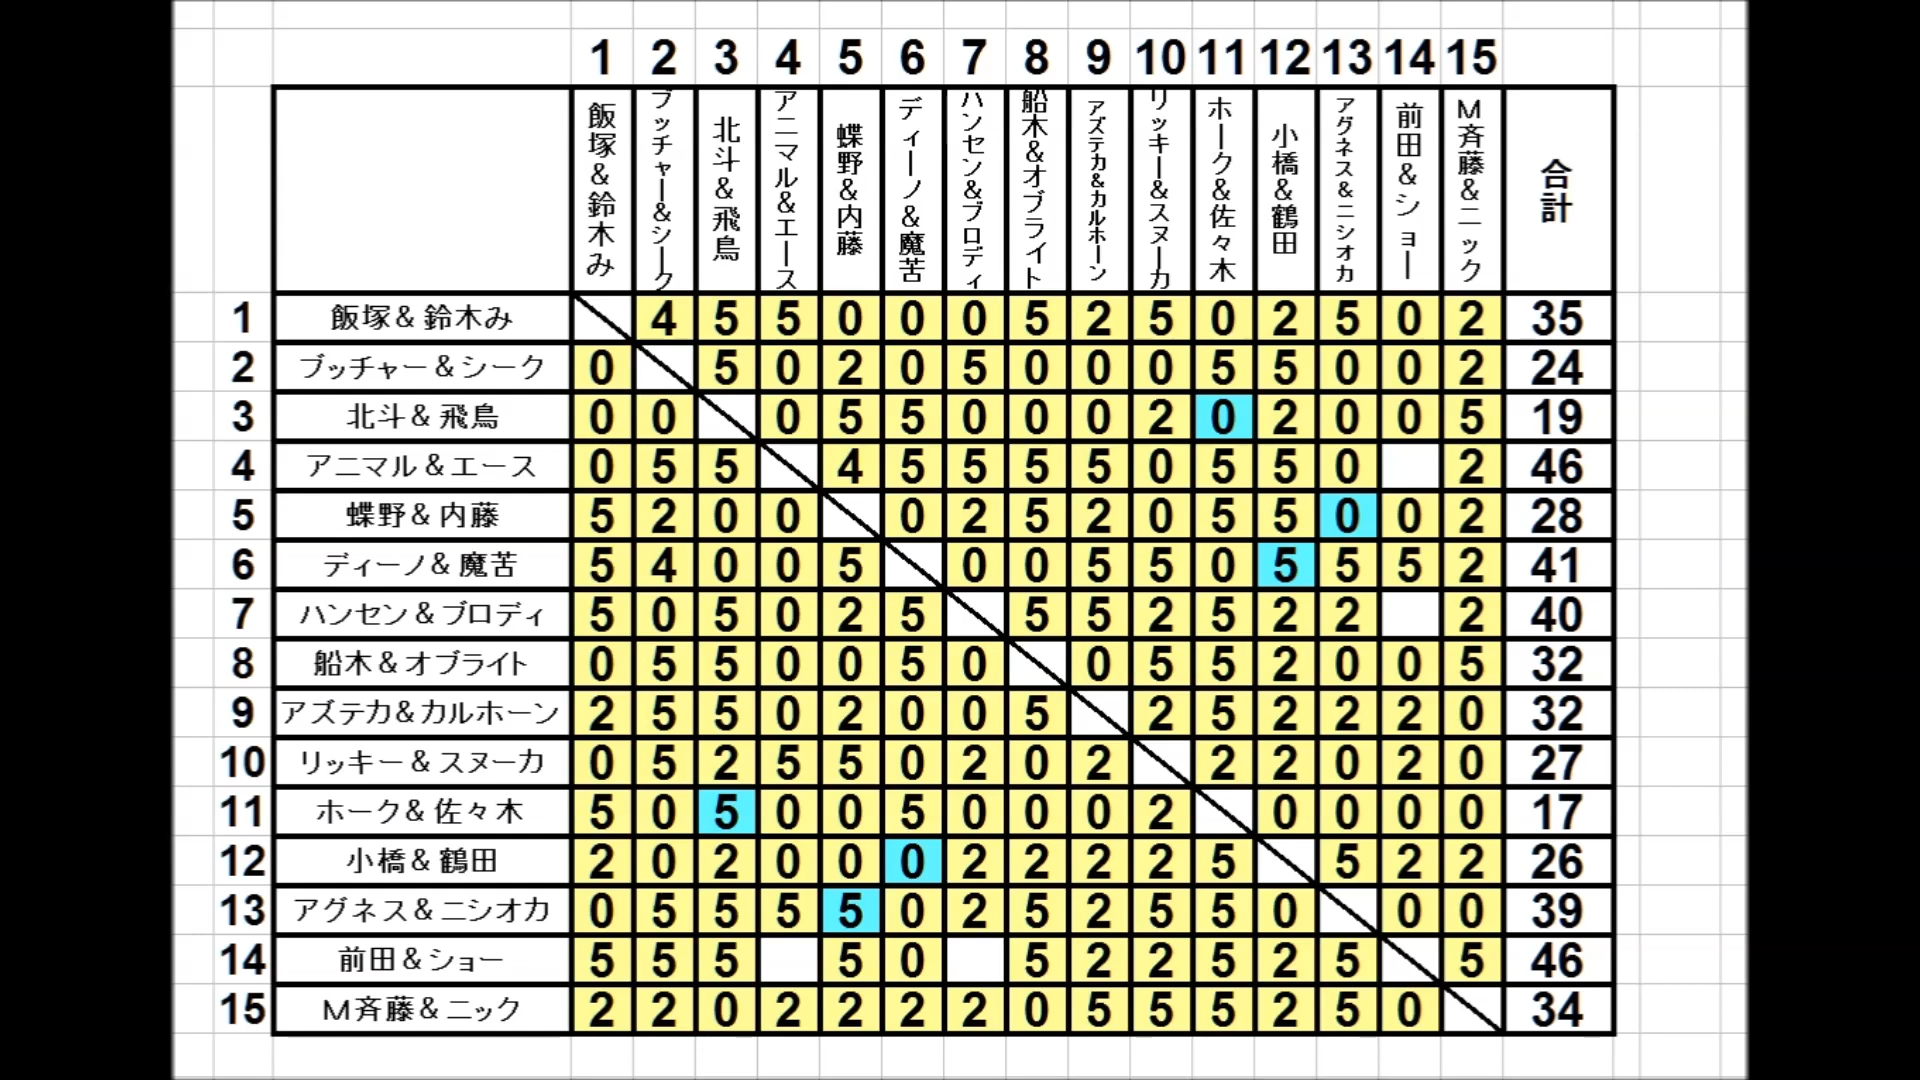 1 2 3 4 5 6 7 8 9 10 11 12 13 14 15
飯塚&鈴木み ブッチャー&シーク 北斗&飛鳥 アニマル&エース 蝶野&内藤 ディーノ&魔苦 ハンセン&ブロディ 船木&オブライト アズテカ&カルホーン リッキー&スヌーカ ホーク&佐々木 小橋&鶴田 アグネス&ニシオカ 前田&ショー M斉藤&ニック 合計
1 飯塚&鈴木み 4 5 5 0 0 0 5 2 5 0 2 5 0 2 35
2 ブッチャー&シーク 0 5 0 2 0 5 0 0 0 5 5 0 0 2 24
3 北斗&飛鳥 0 0 0 5 5 0 0 0 2 0 2 0 0 5 19
4 アニマル&エース 0 5 5 4 5 5 5 5 0 5 5 0 2 46
5 蝶野&内藤 5 2 0 0 0 2 5 2 0 5 5 0 0 2 28
6 ディーノ&魔苦 5 4 0 0 5 0 0 5 5 0 5 5 5 2 41
7 ハンセン&ブロディ 5 0 5 0 2 5 5 5 2 5 2 2 2 40
8 船木&オブライト 0 5 5 0 0 5 0 0 5 5 2 0 0 5 32
9 アズテカ&カルホーン 2 5 5 0 2 0 0 5 2 5 2 2 2 0 32
10 リッキー&スヌーカ 0 5 2 5 5 0 2 0 2 2 2 0 2 0 27
11 ホーク&佐々木 5 0 5 0 0 5 0 0 0 2 0 0 0 0 17
12 小橋&鶴田 2 0 2 0 0 0 2 2 2 2 5 5 2 2 26
13 アグネス&ニシオカ 0 5 5 5 5 0 2 5 2 5 5 0 0 0 39
14 前田&ショー 5 5 5 5 0 5 2 2 5 2 5 5 46
15 M斉藤&ニック 2 2 0 2 2 2 2 0 5 5 5 2 5 0 34